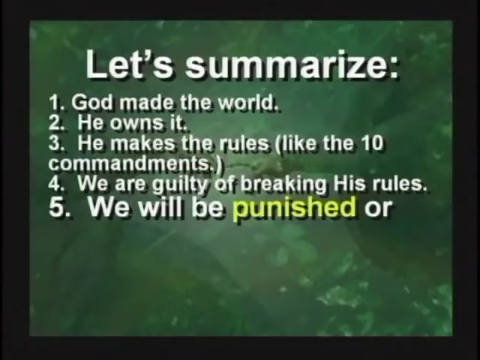 Let's summarize:
1. God made the world.
2.  He owns it.
3.  He makes the rules (like the 10
commandments.)
4.  We are guilty of breaking His rules.
5.  We will be punished or